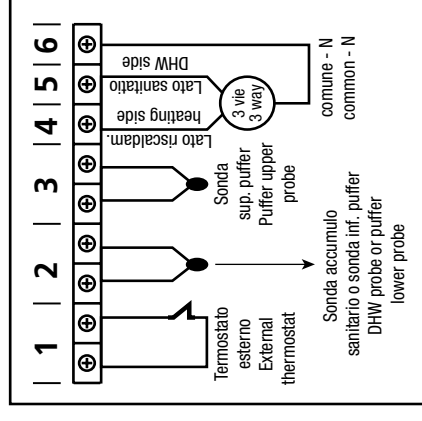 1 | 2 | 3 | 4 | 5 | 6
Termostato
esterno
External
thermostat
Sonda accumulo
sanitario o sonda inf. puffer
DHW probe or puffer
lower probe
Sonda
sup. puffer
Puffer upper
probe
Lato riscaldam.
heating side
Lato sanitatio
DHW side
3 vie
3 way
comune - N
common - N